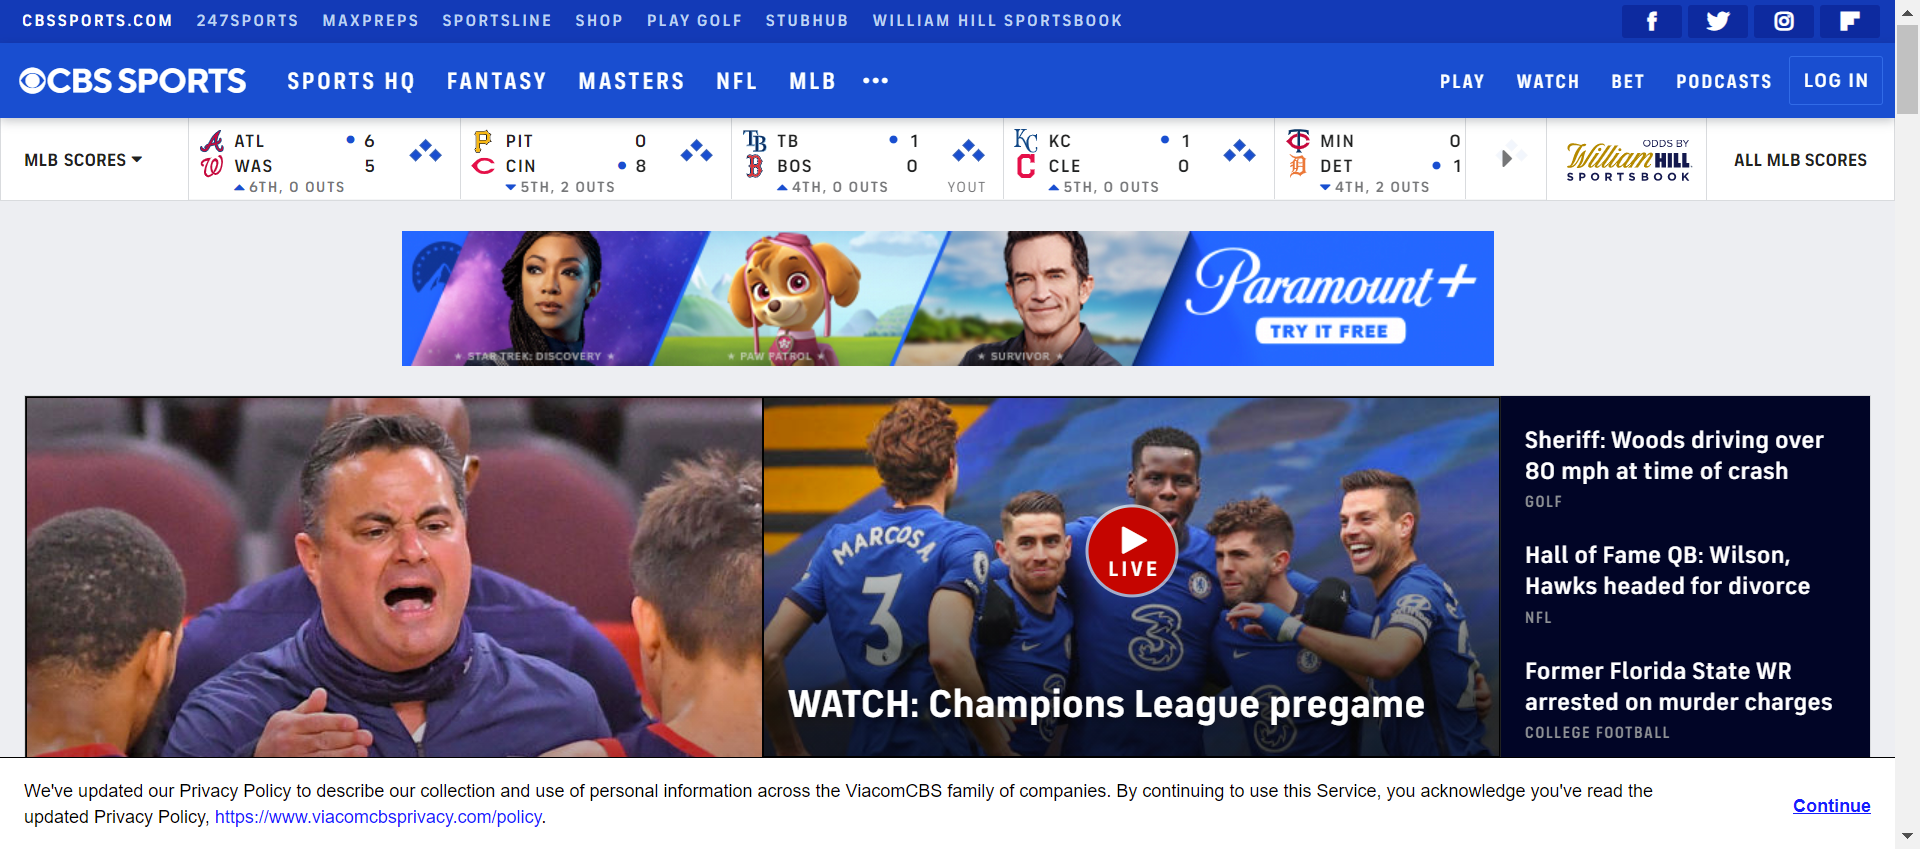 CBSSPORTS.COM 247SPORTS MAXPREPS SPORTSLINE SHOP PLAY GOLF STUBHUB WILLIAM HILL SPORTSBOOK
CBS SPORTS SPORTS HQ FANTASY MASTERS NFL MLB ••• PLAY WATCH BET PODCASTS LOG IN
MLB SCORES
ATL 6
WAS 5
6TH, 0 OUTS
PIT 0
CIN 8
5TH, 2 OUTS
TB 1
BOS 0
4TH, 0 OUTS YOUT
KC 1
CLE 0
5TH, 0 OUTS
MIN 0
DET 1
4TH, 2 OUTS
ODDS BY
William HILL
SPORTSBOOK
ALL MLB SCORES
★ STAR TREK: DISCOVERY ★
★ PAW PATROL ★
★ SURVIVOR ★
Paramount+
TRY IT FREE
MARCOS A.
3
3
LIVE
WATCH: Champions League pregame
Sheriff: Woods driving over
80 mph at time of crash
GOLF
Hall of Fame QB: Wilson,
Hawks headed for divorce
NFL
Former Florida State WR
arrested on murder charges
COLLEGE FOOTBALL
We've updated our Privacy Policy to describe our collection and use of personal information across the ViacomCBS family of companies. By continuing to use this Service, you acknowledge you've read the
updated Privacy Policy, https://www.viacomcbsprivacy.com/policy.
Continue